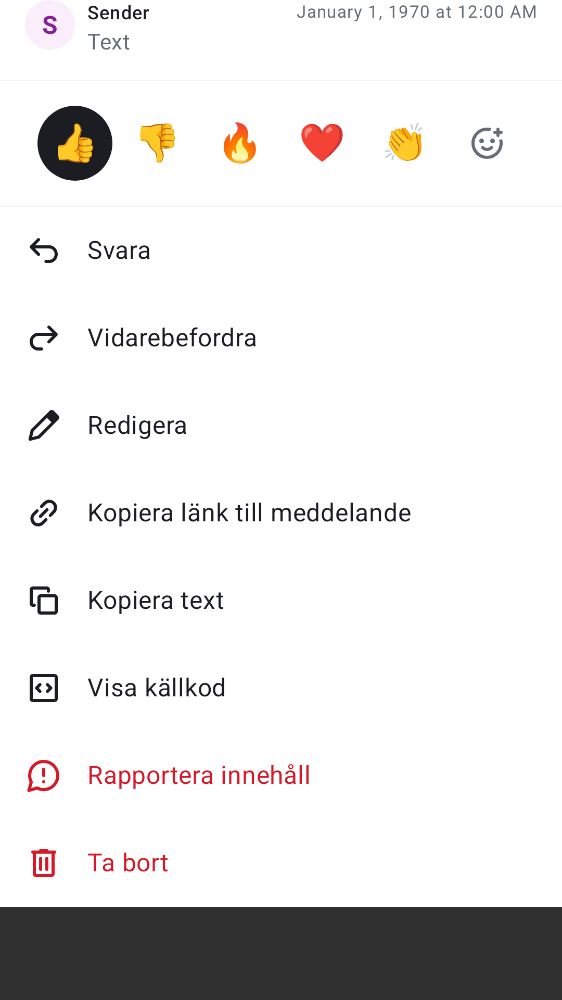 S
Sender
January 1, 1970 at 12:00 AM
Text
Svara
Vidarebefordra
Redigera
Kopiera länk till meddelande
Kopiera text
Visa källkod
Rapportera innehåll
Ta bort